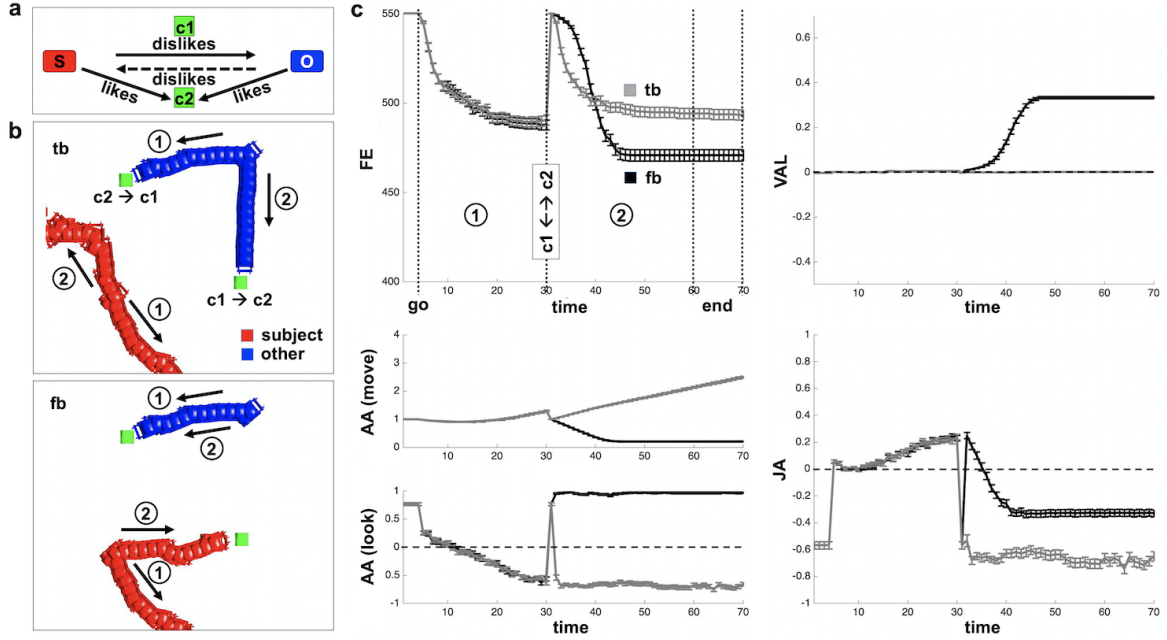 a
c1
dislikes
S
O
dislikes
likes
likes
c2
b
tb
1
c2 → c1
2
2
1
c1 → c2
subject
other
fb
1
2
2
1
c
FE
550
500
450
400
tb
fb
1
2
c1 ←→ c2
10
20
30
40
50
60
70
go
time
end
VAL
0.6
0.4
0.2
0
-0.2
-0.4
10
20
30
40
50
60
70
time
AA (move)
4
3
2
1
0
10
20
30
40
50
60
70
AA (look)
1
0.5
0
0.5
-1
10
20
30
40
50
60
70
time
JA
1
0.8
0.6
0.4
0.2
0
-0.2
-0.4
-0.6
-0.8
-1
10
20
30
40
50
60
70
time